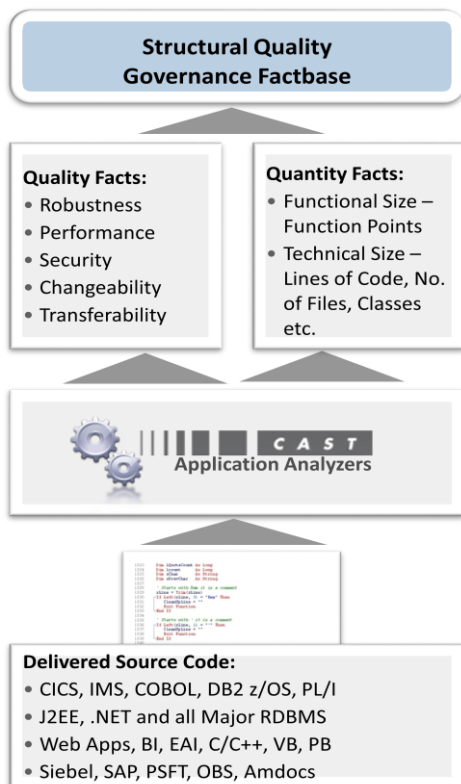 Structural Quality
Governance Factbase
Quality Facts:
• Robustness
• Performance
• Security
• Changeability
• Transferability
Quantity Facts:
• Functional Size –
Function Points
• Technical Size –
Lines of Code, No.
of Files, Classes
etc.
CAST
Application Analyzers
Delivered Source Code:
• CICS, IMS, COBOL, DB2 z/OS, PL/I
• J2EE, .NET and all Major RDBMS
• Web Apps, BI, EAI, C/C++, VB, PB
• Siebel, SAP, PSFT, OBS, Amdocs